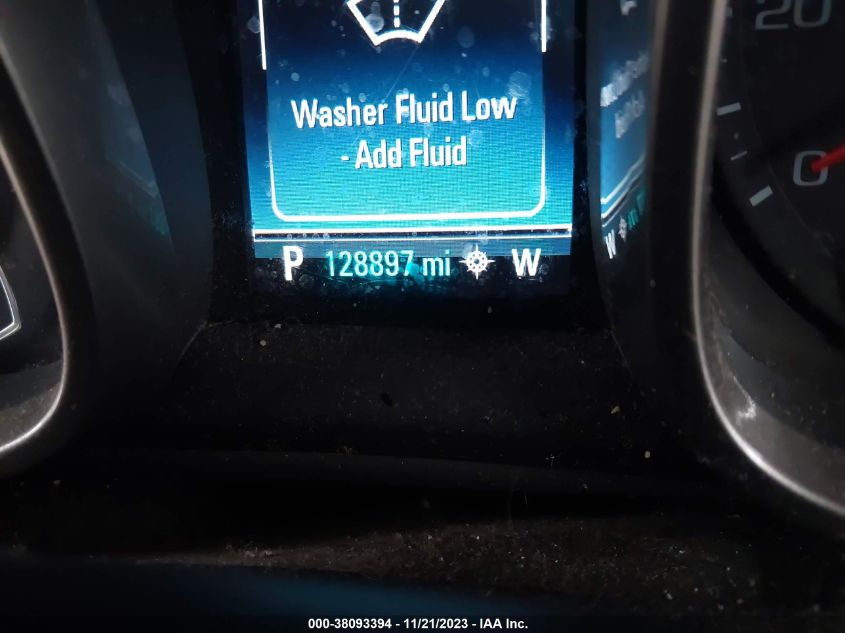 20
Washer Fluid Low
- Add Fluid
0
P 128897 mi W
W
000-38093394 - 11/21/2023 - IAA Inc.